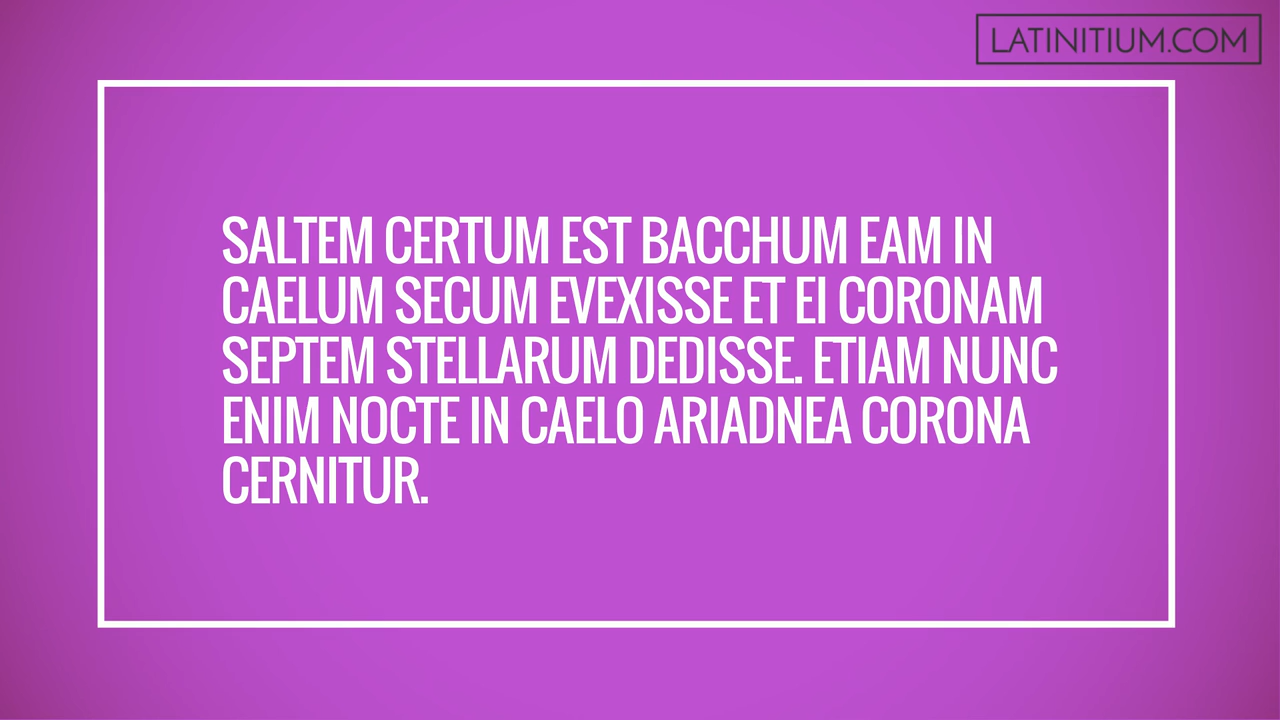 LATINITIUM.COM
SALTEM CERTUM EST BACCHUM EAM IN
CAELUM SECUM EVEXISSE ET EI CORONAM
SEPTEM STELLARUM DEDISSE. ETIAM NUNC
ENIM NOCTE IN CAELO ARIADNEA CORONA
CERNITUR.